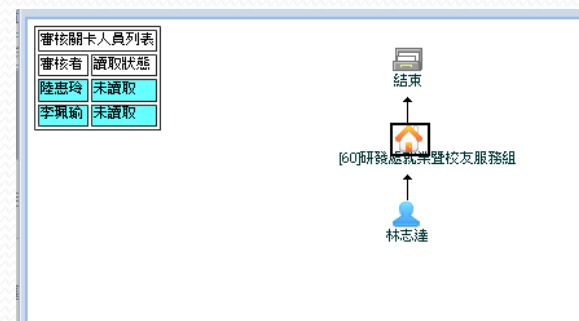 審核關卡人員列表
審核者 讀取狀態
陸惠玲 未讀取
李珮瑜 未讀取
結束
[60]研發處就業暨校友服務組
林志達